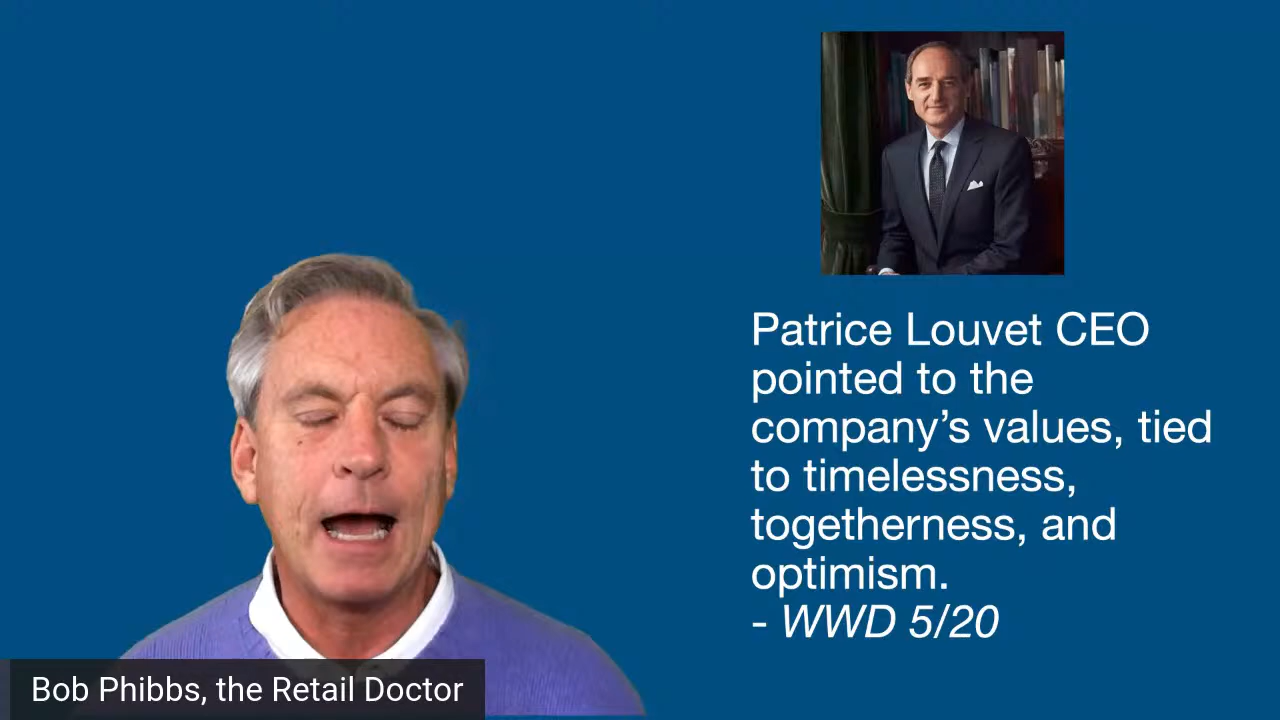 Patrice Louvet CEO
pointed to the
company’s values, tied
to timelessness,
togetherness, and
optimism.
- WWD 5/20
Bob Phibbs, the Retail Doctor